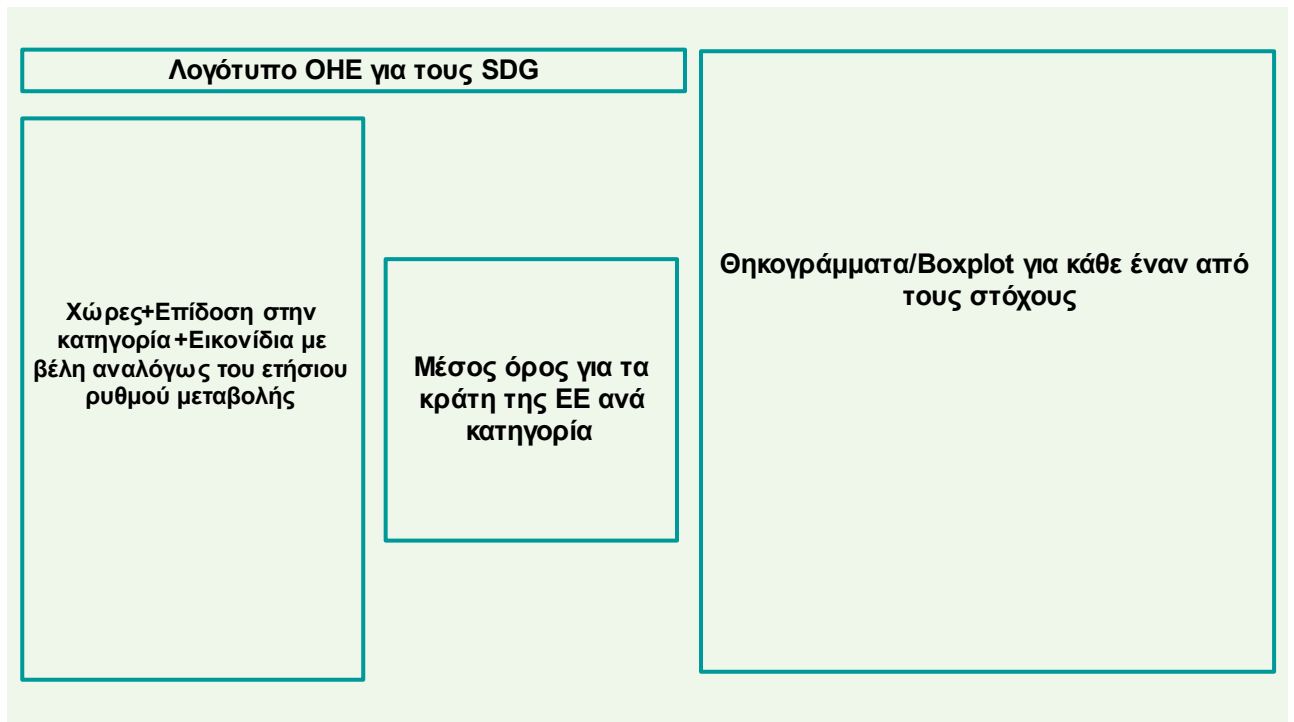 Λογότυπο ΟΗΕ για τους SDG
Χώρες+Επίδοση στην
κατηγορία+Εικονίδια με
βέλη αναλόγως του ετήσιου
ρυθμού μεταβολής
Μέσος όρος για τα
κράτη της ΕΕ ανά
κατηγορία
Θηκογράμματα/Boxplot για κάθε έναν από
τους στόχους